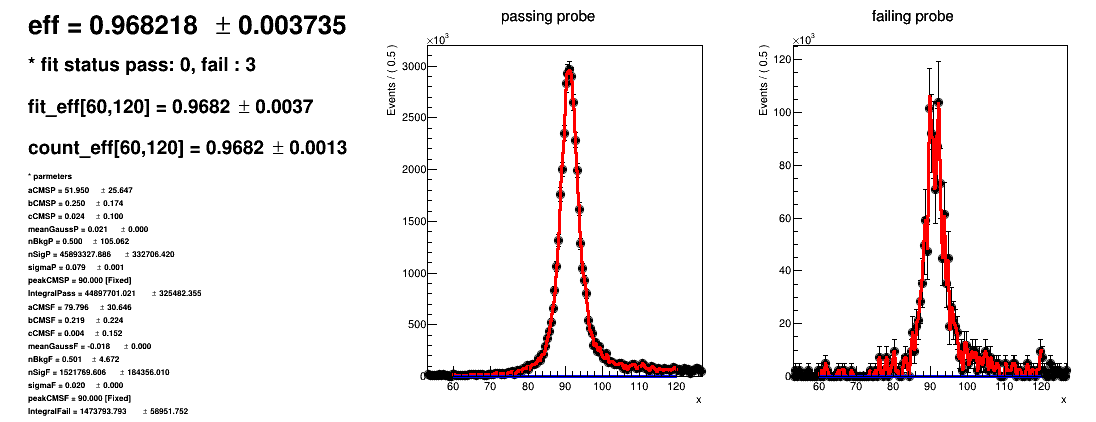 eff = 0.968218 ± 0.003735
* fit status pass: 0, fail : 3
fit_eff[60,120] = 0.9682 ± 0.0037
count_eff[60,120] = 0.9682 ± 0.0013
* parmeters
aCMSP = 51.950 ± 25.647
bCMSP = 0.250 ± 0.174
cCMSP = 0.024 ± 0.100
meanGaussP = 0.021 ± 0.000
nBkgP = 0.500 ± 105.062
nSigP = 45893327.886 ± 332706.420
sigmaP = 0.079 ± 0.001
peakCMSP = 90.000 [Fixed]
IntegralPass = 44897701.021 ± 325482.355
aCMSF = 79.796 ± 30.646
bCMSF = 0.219 ± 0.224
cCMSF = 0.004 ± 0.152
meanGaussF = -0.018 ± 0.000
nBkgF = 0.501 ± 4.672
nSigF = 1521769.606 ± 184356.010
sigmaF = 0.020 ± 0.000
peakCMSF = 90.000 [Fixed]
IntegralFail = 1473793.793 ± 58951.752
passing probe
×10³
Events / ( 0.5 )
3000
2500
2000
1500
1000
500
0
60 70 80 90 100 110 120
x
failing probe
×10³
Events / ( 0.5 )
120
100
80
60
40
20
0
60 70 80 90 100 110 120
x